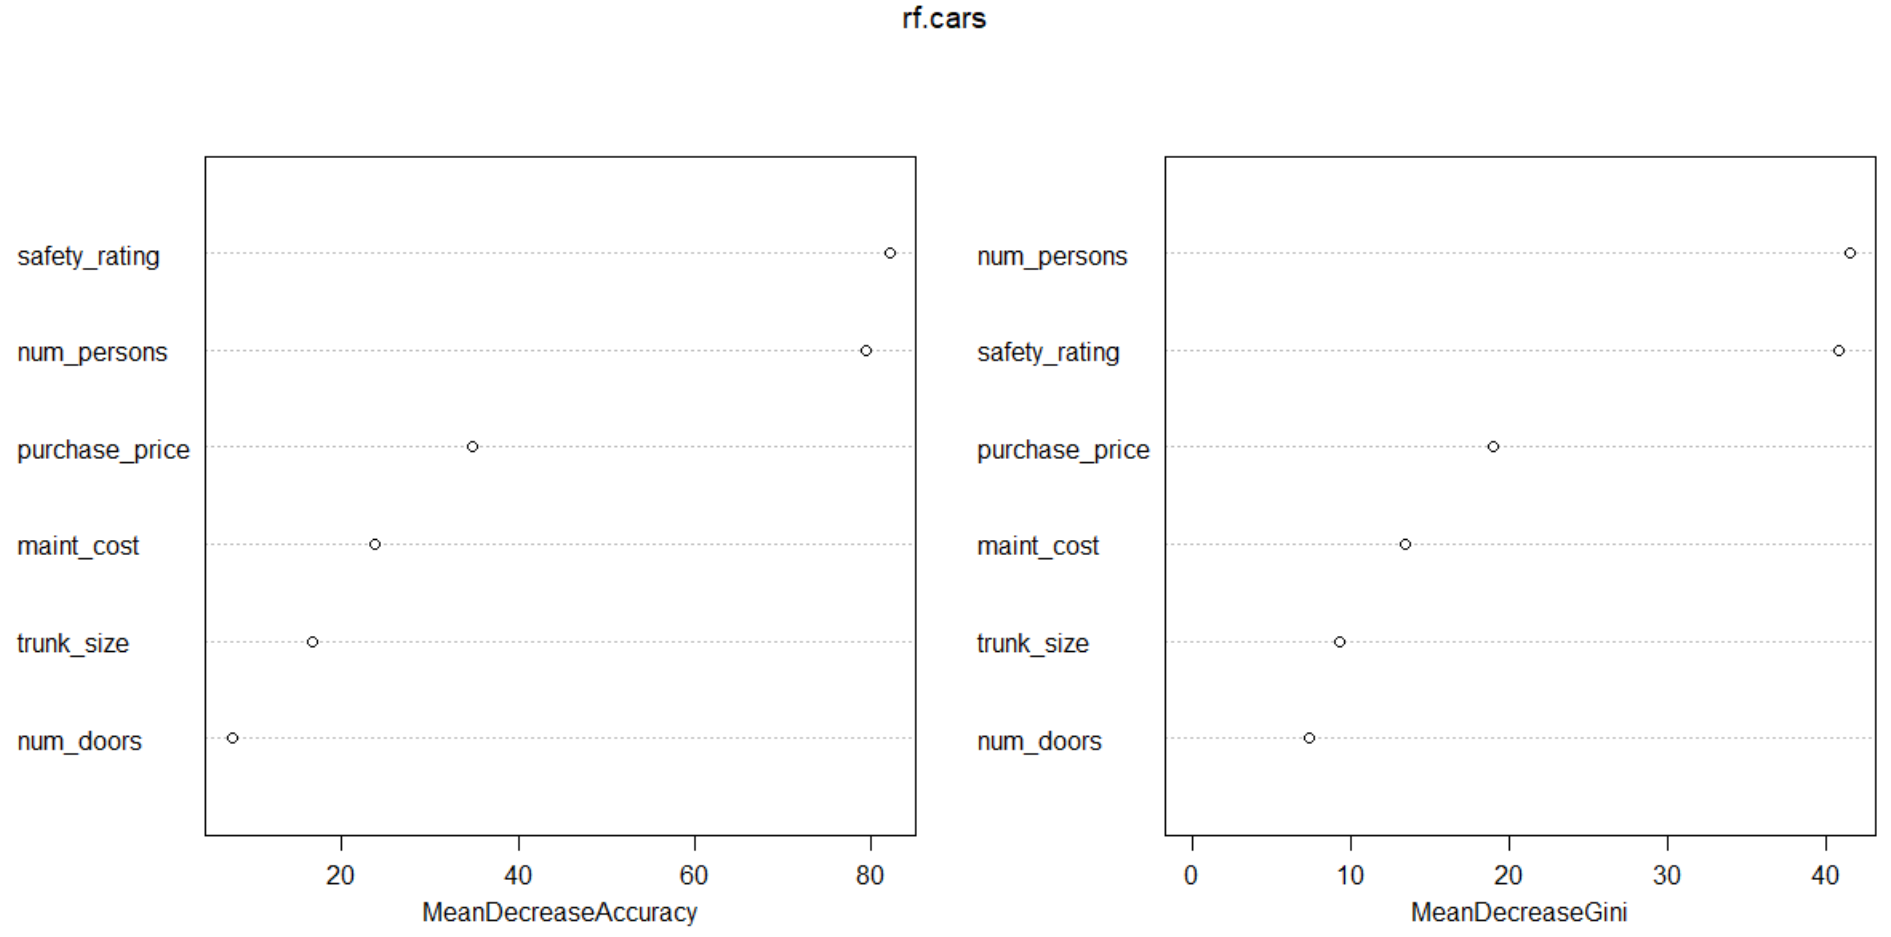 rf.cars
safety_rating
num_persons
purchase_price
maint_cost
trunk_size
num_doors
20 40 60 80
MeanDecreaseAccuracy
num_persons
safety_rating
purchase_price
maint_cost
trunk_size
num_doors
0 10 20 30 40
MeanDecreaseGini